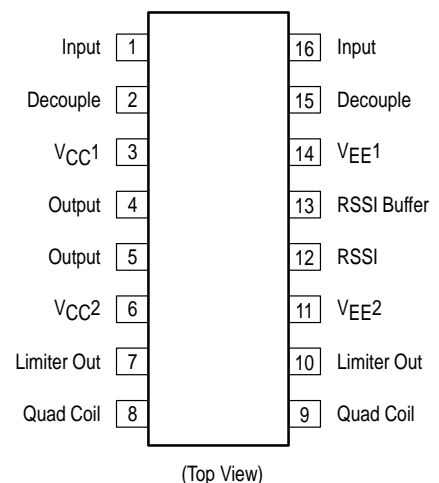 Input 1 16 Input
Decouple 2 15 Decouple
VCC1 3 14 VEE1
Output 4 13 RSSI Buffer
Output 5 12 RSSI
VCC2 6 11 VEE2
Limiter Out 7 10 Limiter Out
Quad Coil 8 9 Quad Coil
(Top View)